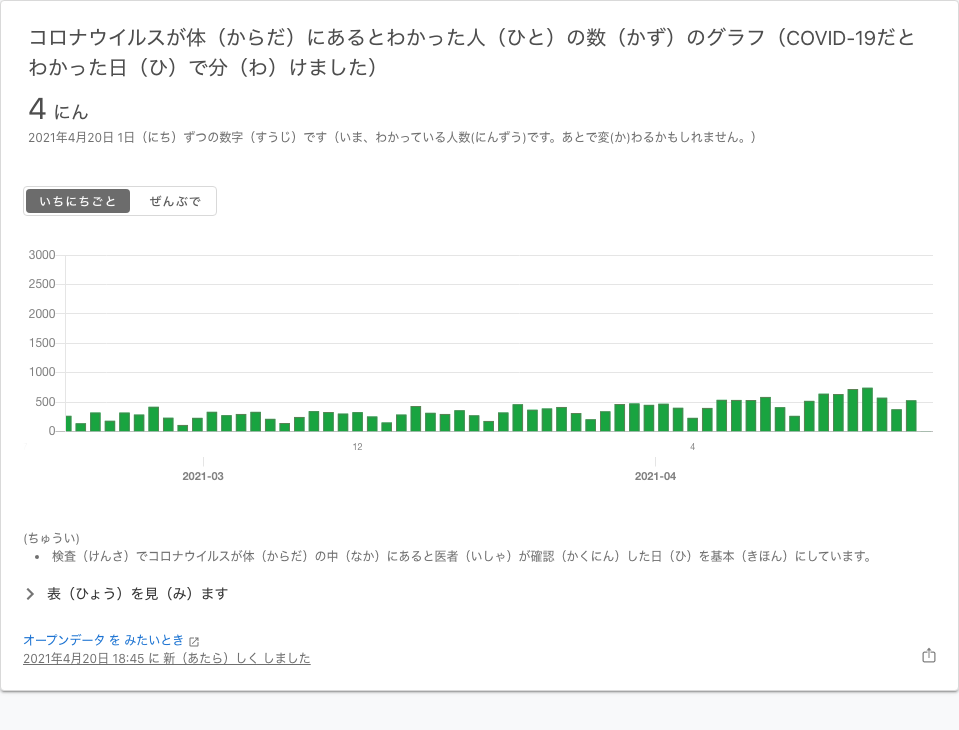 コロナウイルスが体（からだ）にあるとわかった人（ひと）の数（かず）のグラフ（COVID-19だと
わかった日（ひ）で分（わ）けました）
4 にん
2021年4月20日 1日（にち）ずつの数字（すうじ）です（いま、わかっている人数(にんずう)です。あとで変(か)わるかもしれません。）
いちにちごと ぜんぶで
3000
2500
2000
1500
1000
500
0
12 4
2021-03 2021-04
(ちゅうい)
• 検査（けんさ）でコロナウイルスが体（からだ）の中（なか）にあると医者（いしゃ）が確認（かくにん）した日（ひ）を基本（きほん）にしています。
表（ひょう）を見（み）ます
オープンデータ を みたいとき
2021年4月20日 18:45 に 新（あたら）しく しました